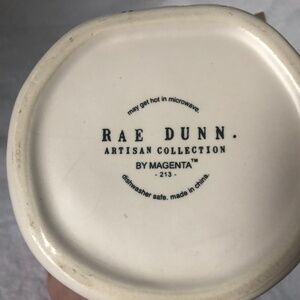 may get hot in microwave.
RAE DUNN.
ARTISAN COLLECTION
BY MAGENTA™
- 213 -
dishwasher safe. made in china.